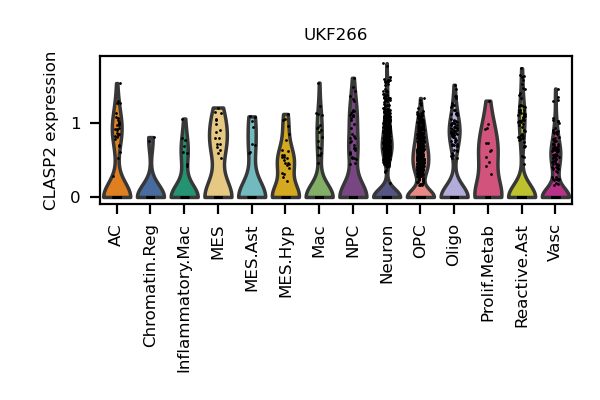 UKF266
CLASP2 expression
1
0
AC
Chromatin.Reg
Inflammatory.Mac
MES
MES.Ast
MES.Hyp
Mac
NPC
Neuron
OPC
Oligo
Prolif.Metab
Reactive.Ast
Vasc